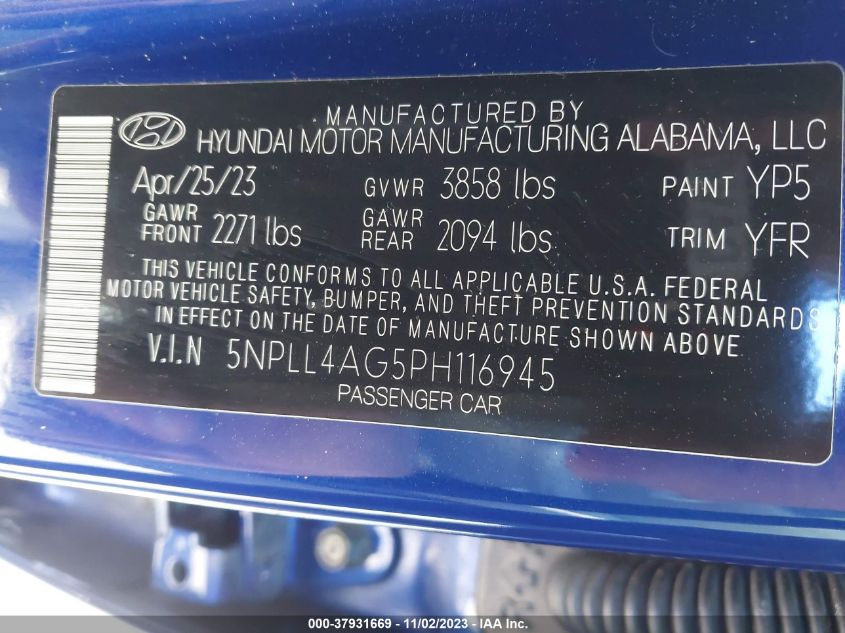 MANUFACTURED BY
HYUNDAI MOTOR MANUFACTURING ALABAMA, LLC
Apr/25/23 GVWR 3858 lbs PAINT YP5
GAWR FRONT 2271 lbs GAWR REAR 2094 lbs TRIM YFR
THIS VEHICLE CONFORMS TO ALL APPLICABLE U.S.A. FEDERAL
MOTOR VEHICLE SAFETY, BUMPER, AND THEFT PREVENTION STANDARDS
IN EFFECT ON THE DATE OF MANUFACTURE SHOWN ABOVE
V.I.N 5NPLL4AG5PH116945
PASSENGER CAR
000-37931669 - 11/02/2023 - IAA Inc.